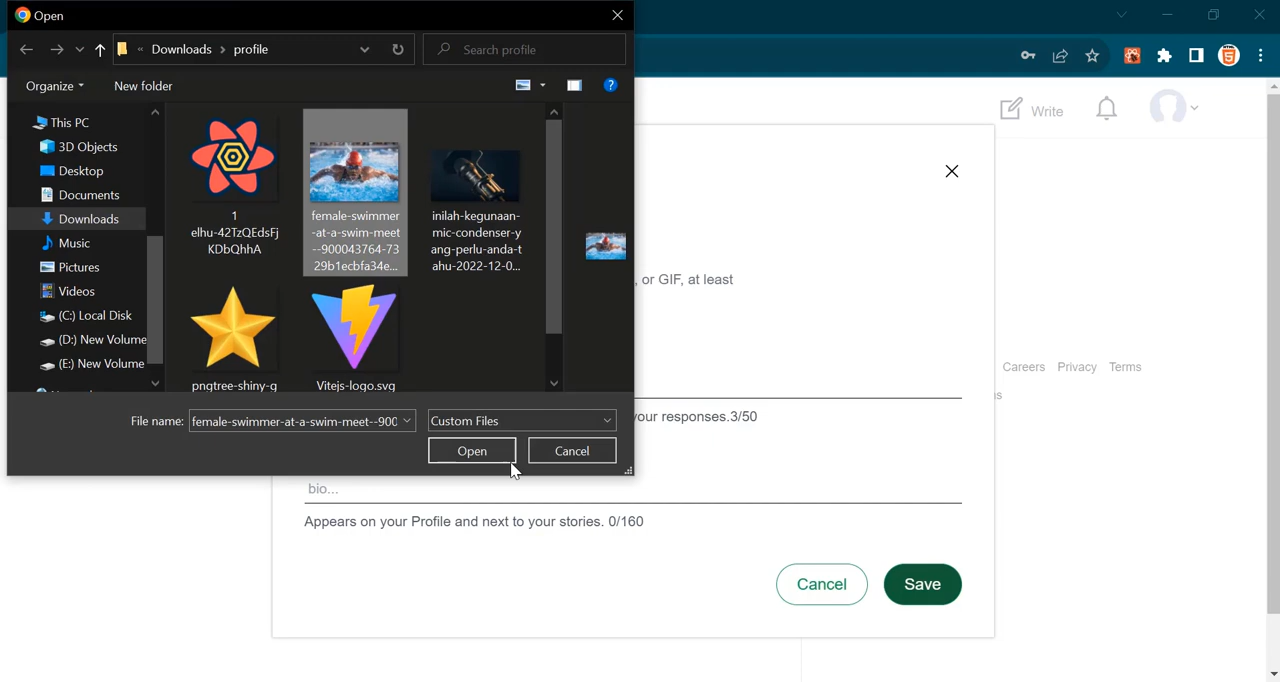 Open
« Downloads › profile
Search profile
Organize
New folder
This PC
3D Objects
Desktop
Documents
Downloads
Music
Pictures
Videos
(C:) Local Disk
(D:) New Volume
(E:) New Volume
1
elhu-42TzQEdsFj
KDbQhhA
female-swimmer
-at-a-swim-meet
--900043764-73
29b1ecbfa34e...
inilah-kegunaan-
mic-condenser-y
ang-perlu-anda-t
ahu-2022-12-0...
pngtree-shiny-g
Vitejs-logo.svg
File name: female-swimmer-at-a-swim-meet--900
Custom Files
Open
Cancel
Write
, or GIF, at least
Careers Privacy Terms
our responses.3/50
bio...
Appears on your Profile and next to your stories. 0/160
Cancel
Save